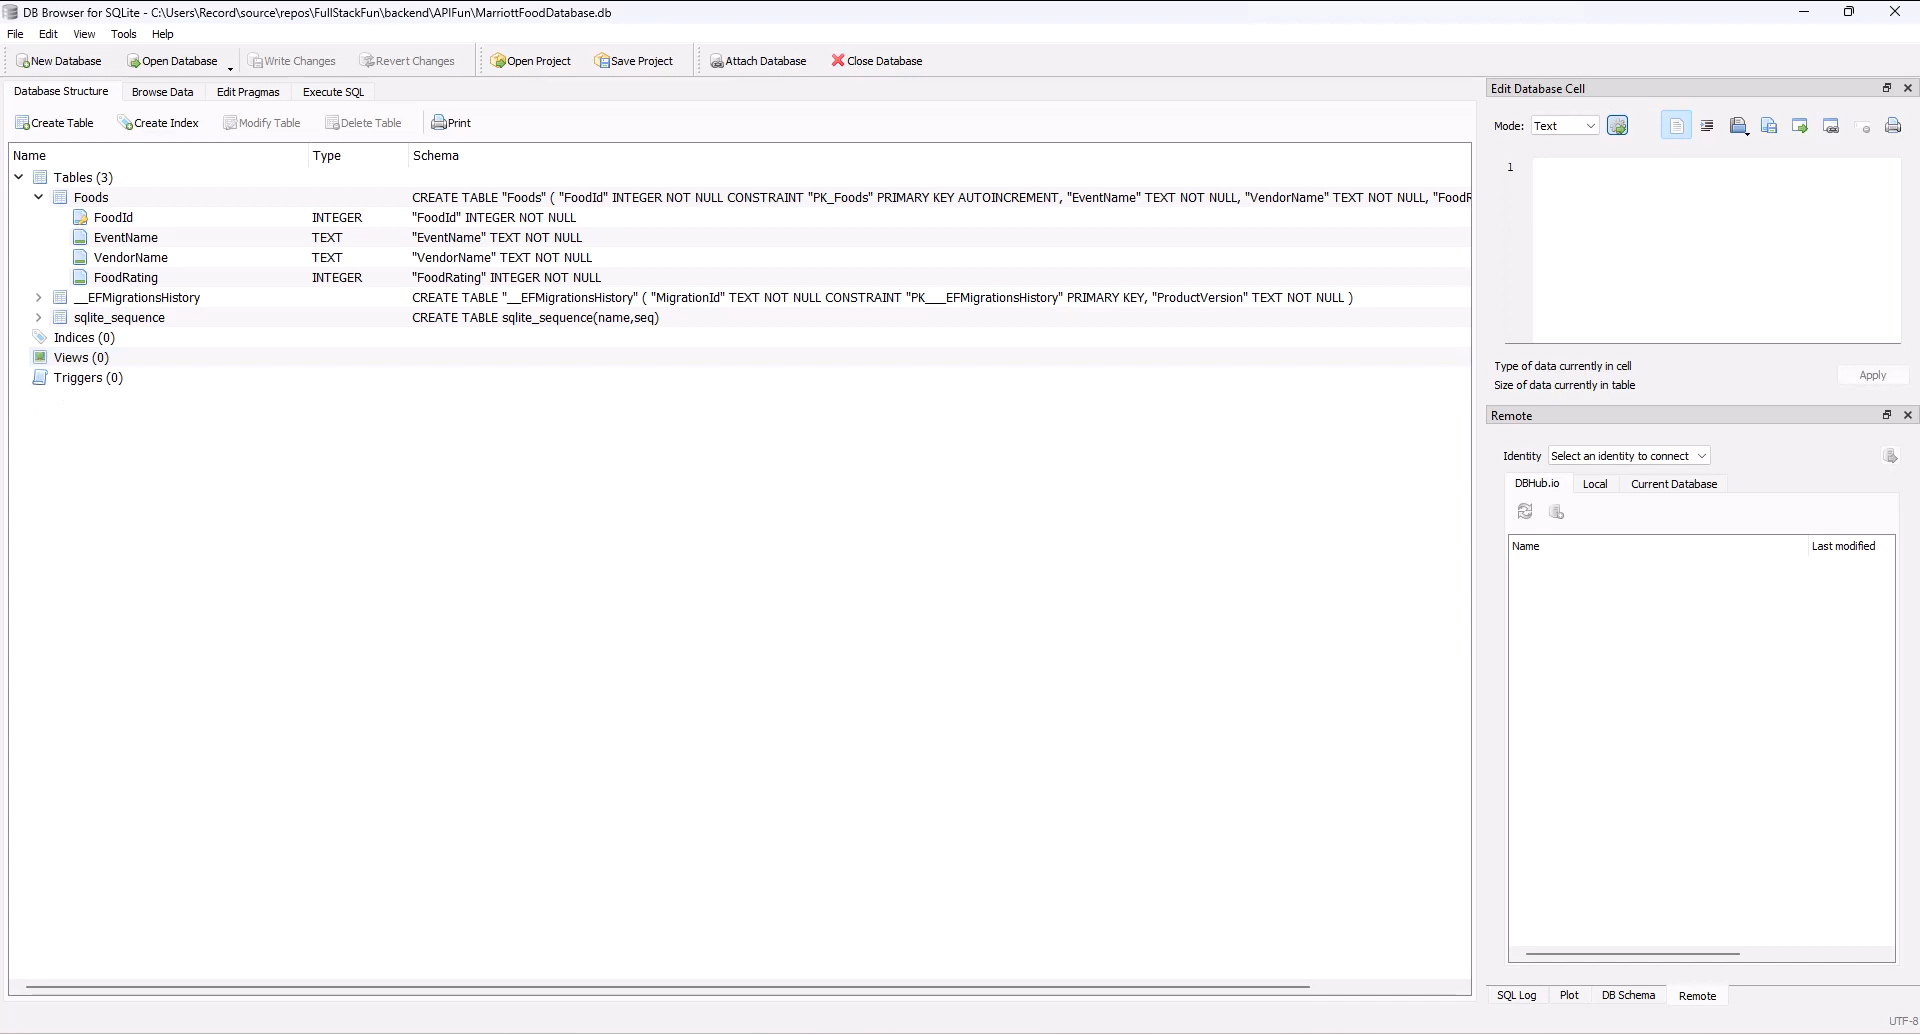 DB Browser for SQLite - C:\Users\Record\source\repos\FullStackFun\backend\APIFun\MarriottFoodDatabase.db
File Edit View Tools Help
New Database Open Database Write Changes Revert Changes Open Project Save Project Attach Database Close Database
Database Structure Browse Data Edit Pragmas Execute SQL
Create Table Create Index Modify Table Delete Table Print
Name Type Schema
Tables (3)
Foods CREATE TABLE "Foods" ( "FoodId" INTEGER NOT NULL CONSTRAINT "PK_Foods" PRIMARY KEY AUTOINCREMENT, "EventName" TEXT NOT NULL, "VendorName" TEXT NOT NULL, "FoodR
FoodId INTEGER "FoodId" INTEGER NOT NULL
EventName TEXT "EventName" TEXT NOT NULL
VendorName TEXT "VendorName" TEXT NOT NULL
FoodRating INTEGER "FoodRating" INTEGER NOT NULL
__EFMigrationsHistory CREATE TABLE "__EFMigrationsHistory" ( "MigrationId" TEXT NOT NULL CONSTRAINT "PK___EFMigrationsHistory" PRIMARY KEY, "ProductVersion" TEXT NOT NULL )
sqlite_sequence CREATE TABLE sqlite_sequence(name,seq)
Indices (0)
Views (0)
Triggers (0)
Edit Database Cell
Mode: Text
1
Type of data currently in cell
Size of data currently in table
Apply
Remote
Identity Select an identity to connect
DBHub.io Local Current Database
Name Last modified
SQL Log Plot DB Schema Remote
UTF-8